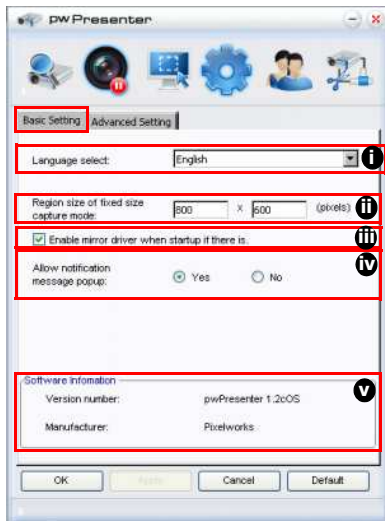 pwPresenter
Basic Setting Advanced Setting
Language select: English i
Region size of fixed size
capture mode: 800 X 600 (pixels) ii
Enable mirror driver when startup if there is. iii
iv
Allow notification
message popup: Yes No
Software Infomation
v
Version number: pwPresenter 1.2cOS
Manufacturer: Pixelworks
OK Apply Cancel Default